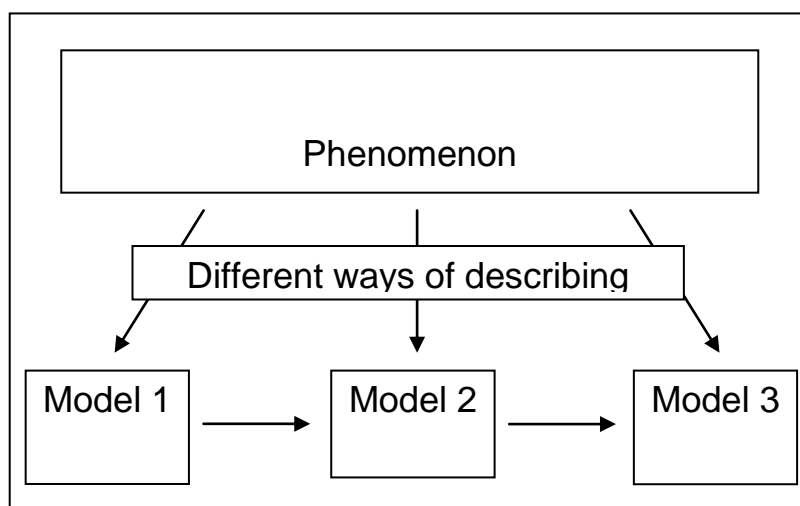 Phenomenon
Different ways of describing
Model 1
Model 2
Model 3